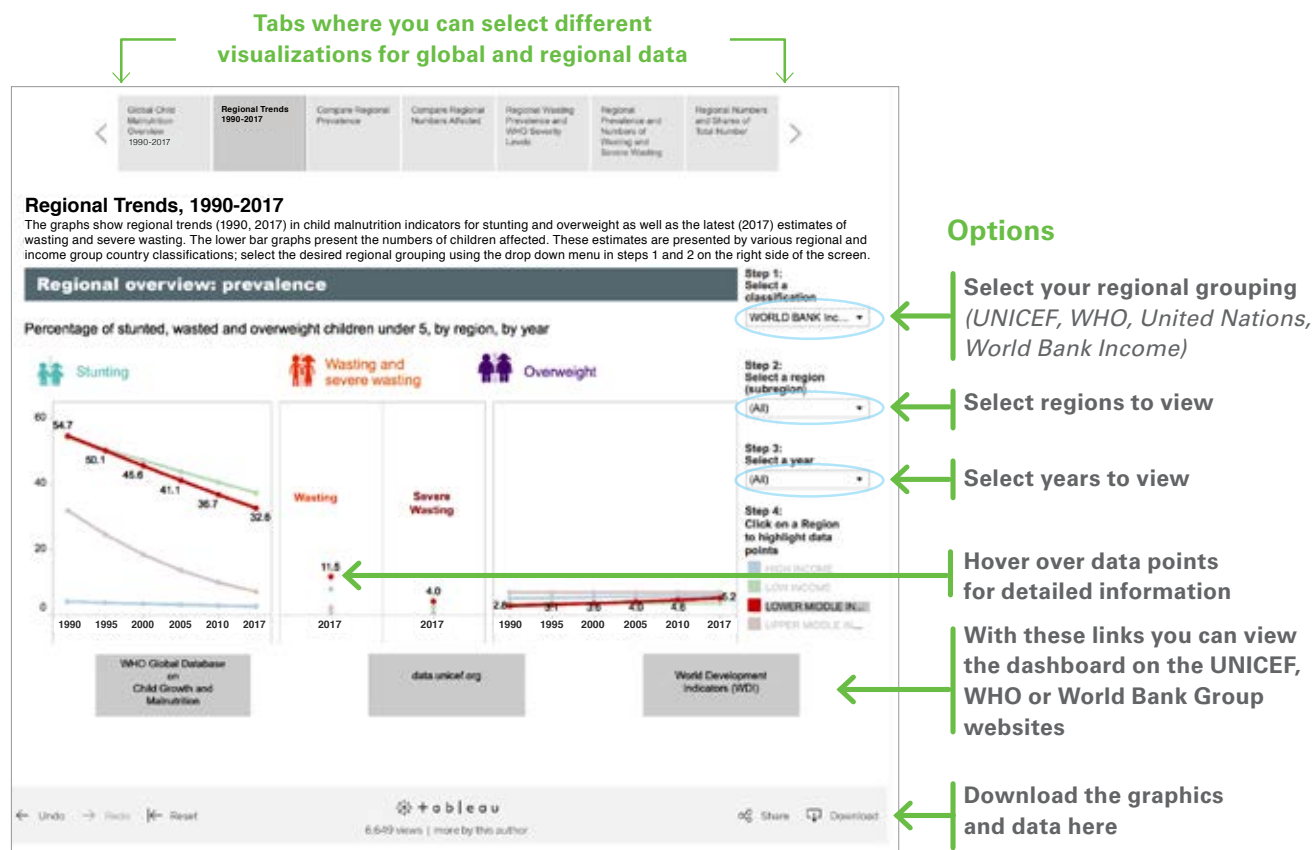 Tabs where you can select different
visualizations for global and regional data
Global Child
Malnutrition
Overview
1990-2017
Regional Trends
1990-2017
Compare Regional
Prevalence
Compare Regional
Numbers Affected
Regional Wasting
Prevalence and
WHO Severity
Levels
Regional
Prevalence and
Numbers of
Wasting and
Severe Wasting
Regional Numbers
and Shares of
Total Number
Regional Trends, 1990-2017
The graphs show regional trends (1990, 2017) in child malnutrition indicators for stunting and overweight as well as the latest (2017) estimates of
wasting and severe wasting. The lower bar graphs present the numbers of children affected. These estimates are presented by various regional and
income group country classifications; select the desired regional grouping using the drop down menu in steps 1 and 2 on the right side of the screen.
Regional overview: prevalence
Percentage of stunted, wasted and overweight children under 5, by region, by year
Stunting
Wasting and
severe wasting
Overweight
60
40
20
0
54.7
50.1
45.6
41.1
36.7
32.6
1990 1995 2000 2005 2010 2017
Wasting
11.5
2017
Severe
Wasting
4.0
2017
2.8 3.1 3.6 4.0 4.6 5.2
1990 1995 2000 2005 2010 2017
Step 1:
Select a
classification
WORLD BANK Inc...
Step 2:
Select a region
(subregion)
(All)
Step 3:
Select a year
(All)
Step 4:
Click on a Region
to highlight data
points
HIGH INCOME
LOW INCOME
LOWER MIDDLE IN...
UPPER MIDDLE IN...
WHO Global Database
on
Child Growth and
Malnutrition
data.unicef.org
World Development
Indicators (WDI)
Undo Redo Reset
tableau
6,649 views | more by this author
Share Download
Options
Select your regional grouping
(UNICEF, WHO, United Nations,
World Bank Income)
Select regions to view
Select years to view
Hover over data points
for detailed information
With these links you can view
the dashboard on the UNICEF,
WHO or World Bank Group
websites
Download the graphics
and data here